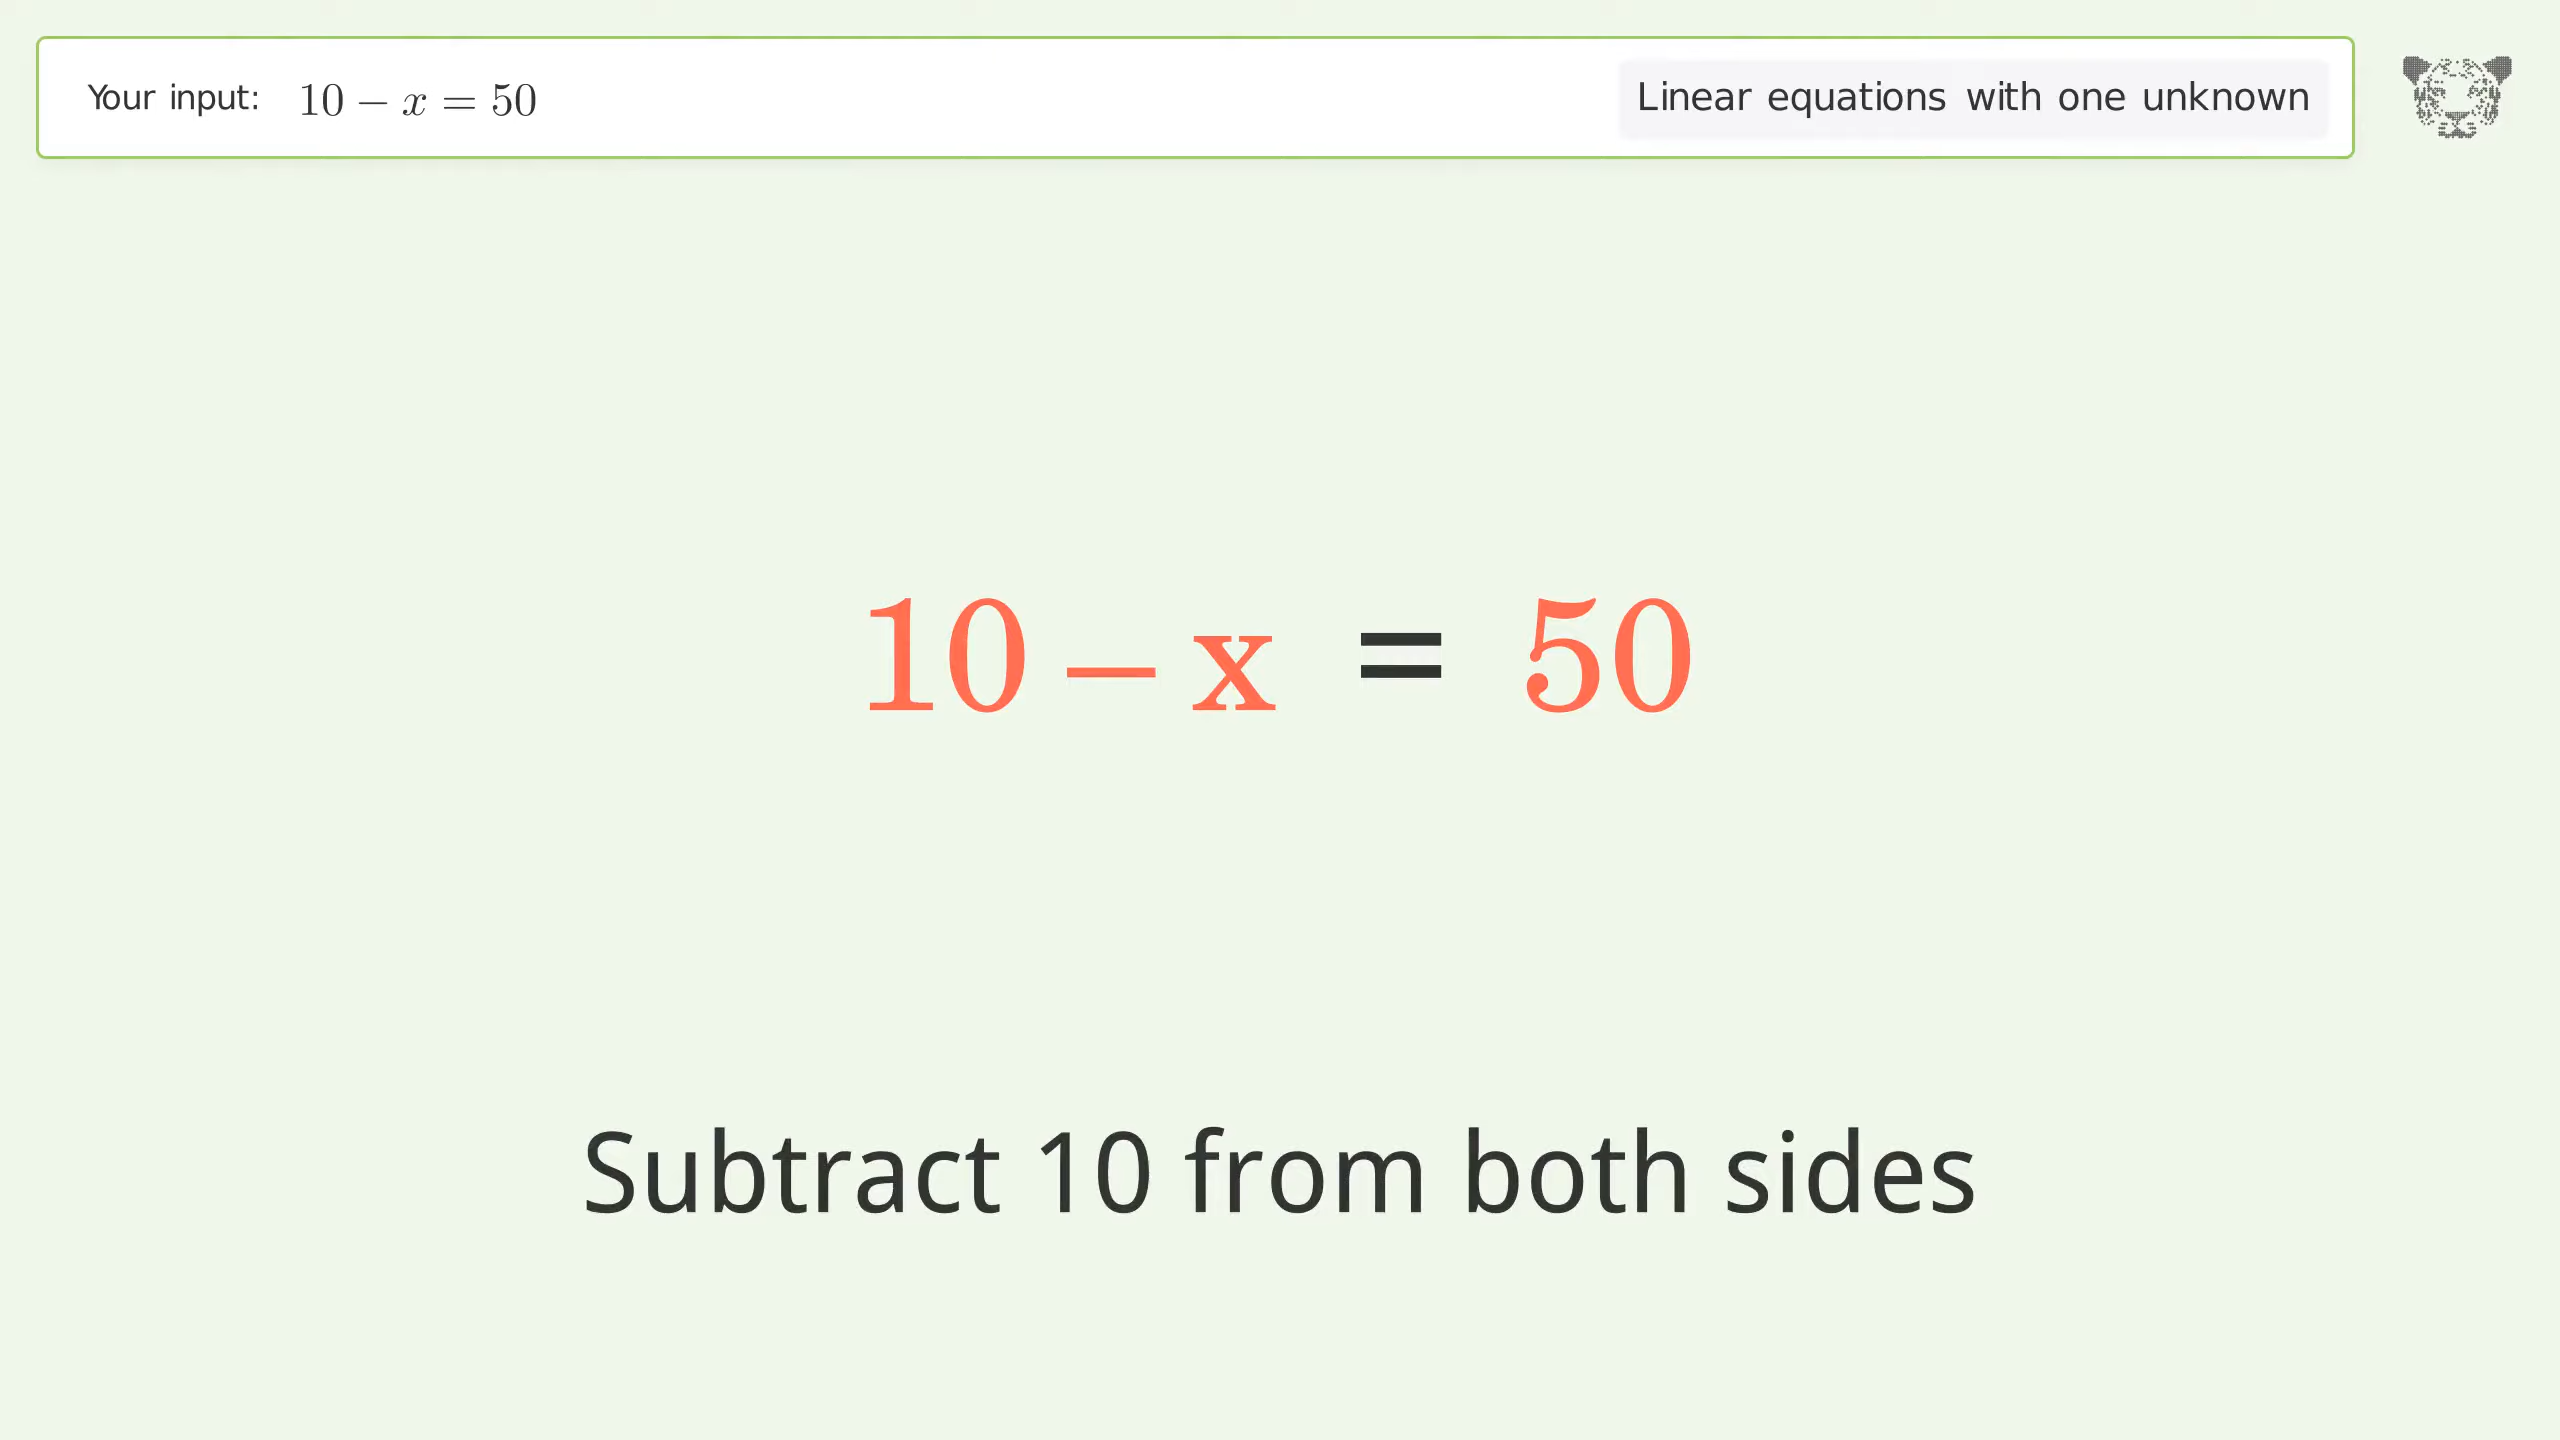 Your input: 10 − x = 50
Linear equations with one unknown
10 − x = 50
Subtract 10 from both sides